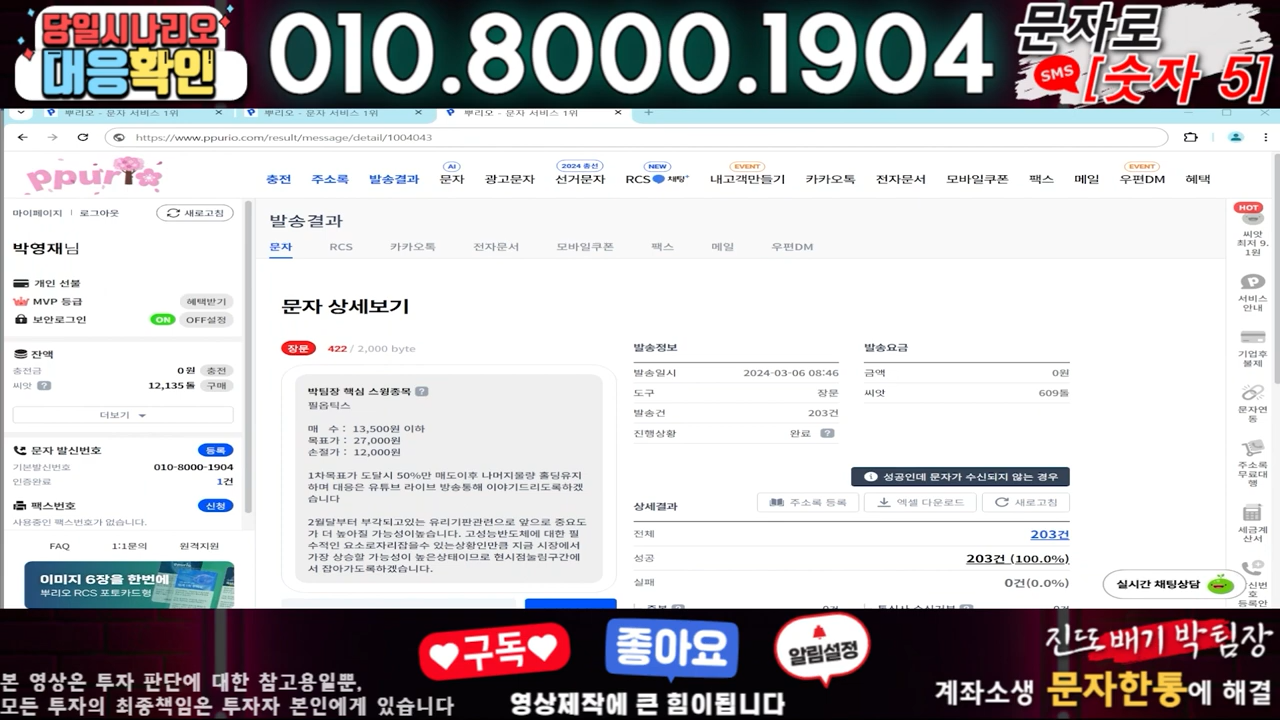 당일시나리오
대응확인
010.8000.1904
문자로
SMS
[숫자 5]
뿌리오 - 문자 서비스 1위
뿌리오 - 문자 서비스 1위
뿌리오 - 문자 서비스 1위
https://www.ppurio.com/result/message/detail/1004043
ppurio
AI
2024 총선
NEW
EVENT
EVENT
충전 주소록 발송결과 문자 광고문자 선거문자 RCS 채팅+ 내고객만들기 카카오톡 전자문서 모바일쿠폰 팩스 메일 우편DM 혜택
마이페이지 | 로그아웃
새로고침
박영재님
개인 선불
MVP 등급
혜택받기
보안로그인
ON
OFF설정
잔액
충전금 0원 충전
씨앗 ? 12,135톨 구매
더보기
문자 발신번호 등록
기본발신번호 010-8000-1904
인증완료 1건
팩스번호 신청
사용중인 팩스번호가 없습니다.
FAQ 1:1문의 원격지원
이미지 6장을 한번에
뿌리오 RCS 포토카드형
발송결과
문자 RCS 카카오톡 전자문서 모바일쿠폰 팩스 메일 우편DM
문자 상세보기
장문 422 / 2,000 byte
박팀장 핵심 스윙종목 ?
필옵틱스
매 수 : 13,500원 이하
목표가 : 27,000원
손절가 : 12,000원
1차목표가 도달시 50%만 매도이후 나머지물량 홀딩유지
하며 대응은 유튜브 라이브 방송통해 이야기드리도록하겠
습니다
2월달부터 부각되고있는 유리기판관련으로 앞으로 중요도
가 더 높아질 가능성이높습니다. 고성능반도체에 대한 필
수적인 요소로자리잡을수 있는상황인만큼 지금 시장에서
가장 상승할 가능성이 높은상태이므로 현시점눌림구간에
서 잡아가도록하겠습니다.
발송정보
발송일시 2024-03-06 08:46
도구 장문
발송건 203건
진행상황 완료 ?
발송요금
금액 0원
씨앗 609톨
성공인데 문자가 수신되지 않는 경우
상세결과
주소록 등록
엑셀 다운로드
새로고침
전체 203건
성공 203건 (100.0%)
실패 0건(0.0%)
HOT
씨앗
최저 9.
1원
서비스
안내
기업후
불제
문자연
동
주소록
무료대
행
세금계
산서
실시간 채팅상담
구독
좋아요
알림설정
영상제작에 큰 힘이됩니다
본 영상은 투자 판단에 대한 참고용일뿐,
모든 투자의 최종책임은 투자자 본인에게 있습니다
진또배기 박팀장
계좌소생 문자한통에 해결